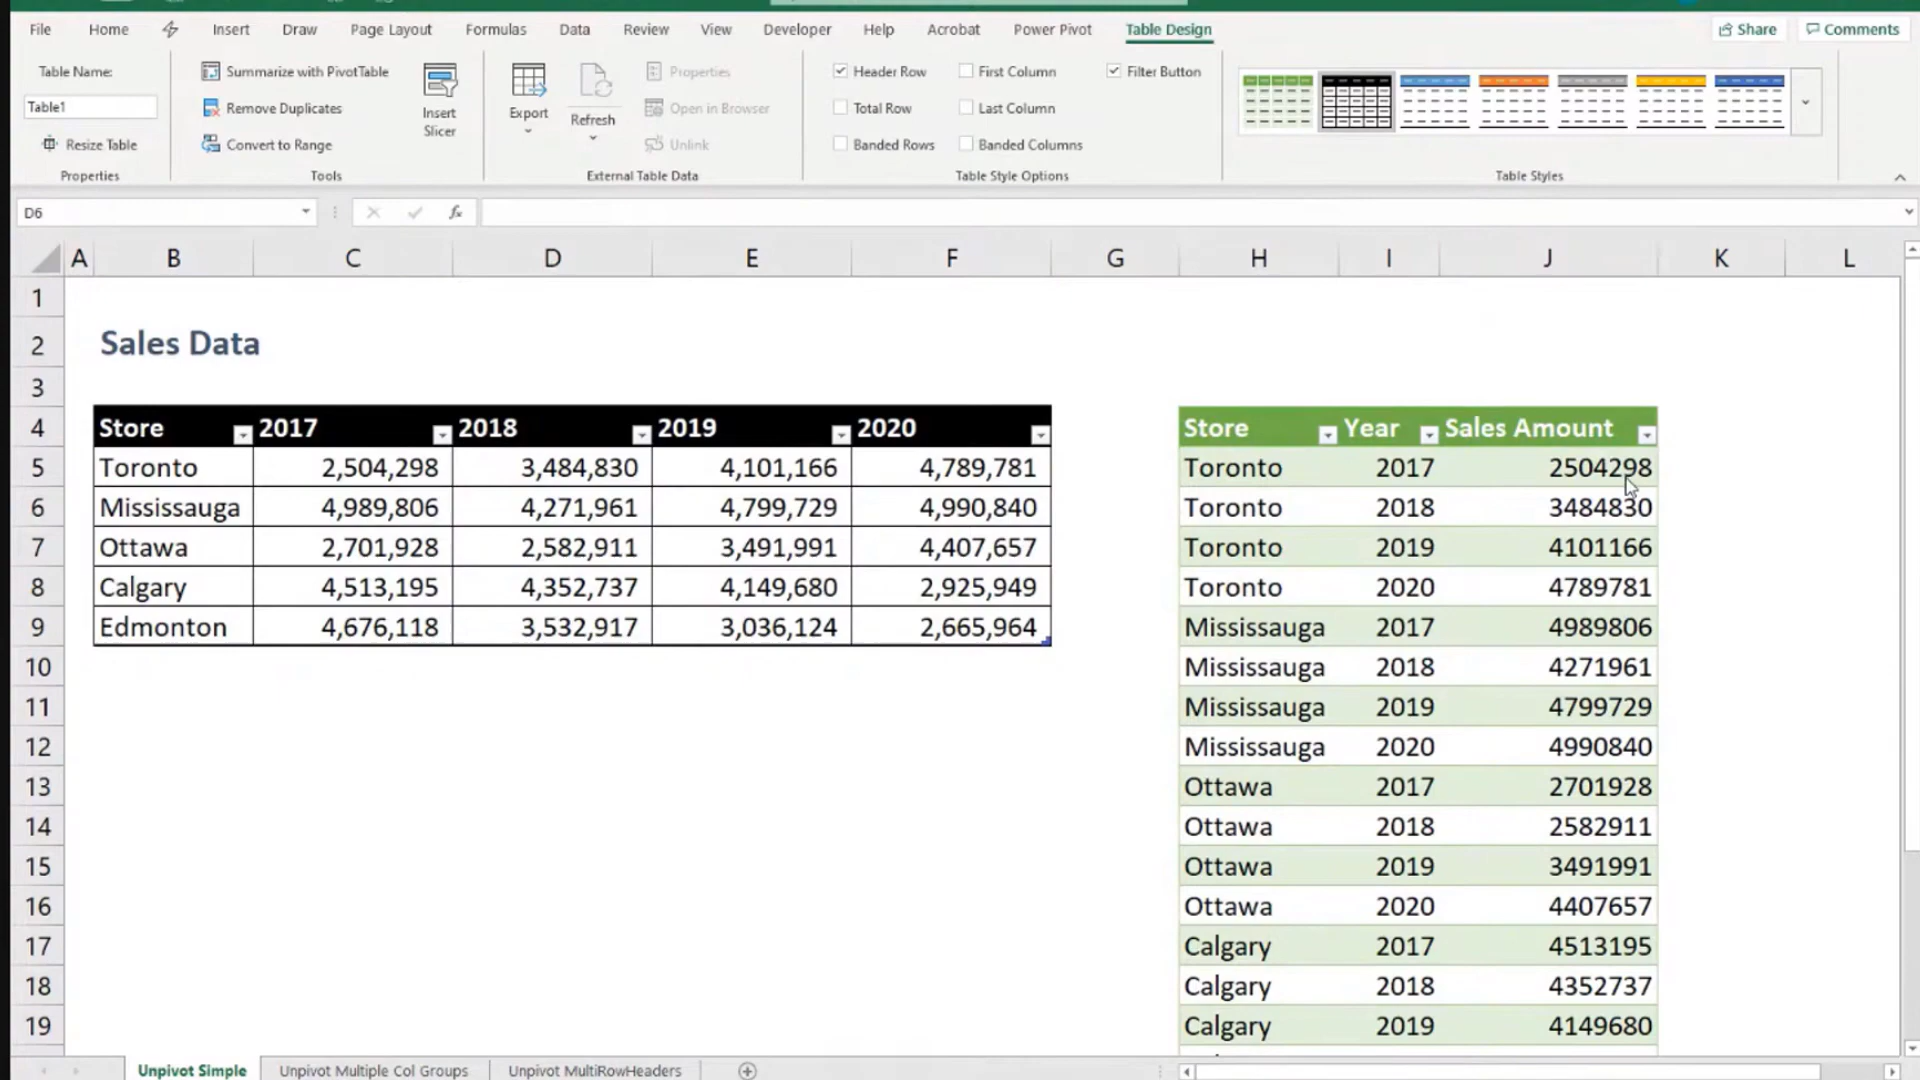 File Home Insert Draw Page Layout Formulas Data Review View Developer Help Acrobat Power Pivot Table Design Share Comments
Table Name:
Table1
Resize Table
Properties
Summarize with PivotTable
Remove Duplicates
Convert to Range
Tools
Insert
Slicer
Export
Refresh
Properties
Open in Browser
Unlink
External Table Data
Header Row First Column Filter Button
Total Row Last Column
Banded Rows Banded Columns
Table Style Options
Table Styles
D6 fx
A B C D E F G H I J K L
1
2 Sales Data
3
4 Store 2017 2018 2019 2020 Store Year Sales Amount
5 Toronto 2,504,298 3,484,830 4,101,166 4,789,781 Toronto 2017 2504298
6 Mississauga 4,989,806 4,271,961 4,799,729 4,990,840 Toronto 2018 3484830
7 Ottawa 2,701,928 2,582,911 3,491,991 4,407,657 Toronto 2019 4101166
8 Calgary 4,513,195 4,352,737 4,149,680 2,925,949 Toronto 2020 4789781
9 Edmonton 4,676,118 3,532,917 3,036,124 2,665,964 Mississauga 2017 4989806
10 Mississauga 2018 4271961
11 Mississauga 2019 4799729
12 Mississauga 2020 4990840
13 Ottawa 2017 2701928
14 Ottawa 2018 2582911
15 Ottawa 2019 3491991
16 Ottawa 2020 4407657
17 Calgary 2017 4513195
18 Calgary 2018 4352737
19 Calgary 2019 4149680
Unpivot Simple Unpivot Multiple Col Groups Unpivot MultiRowHeaders